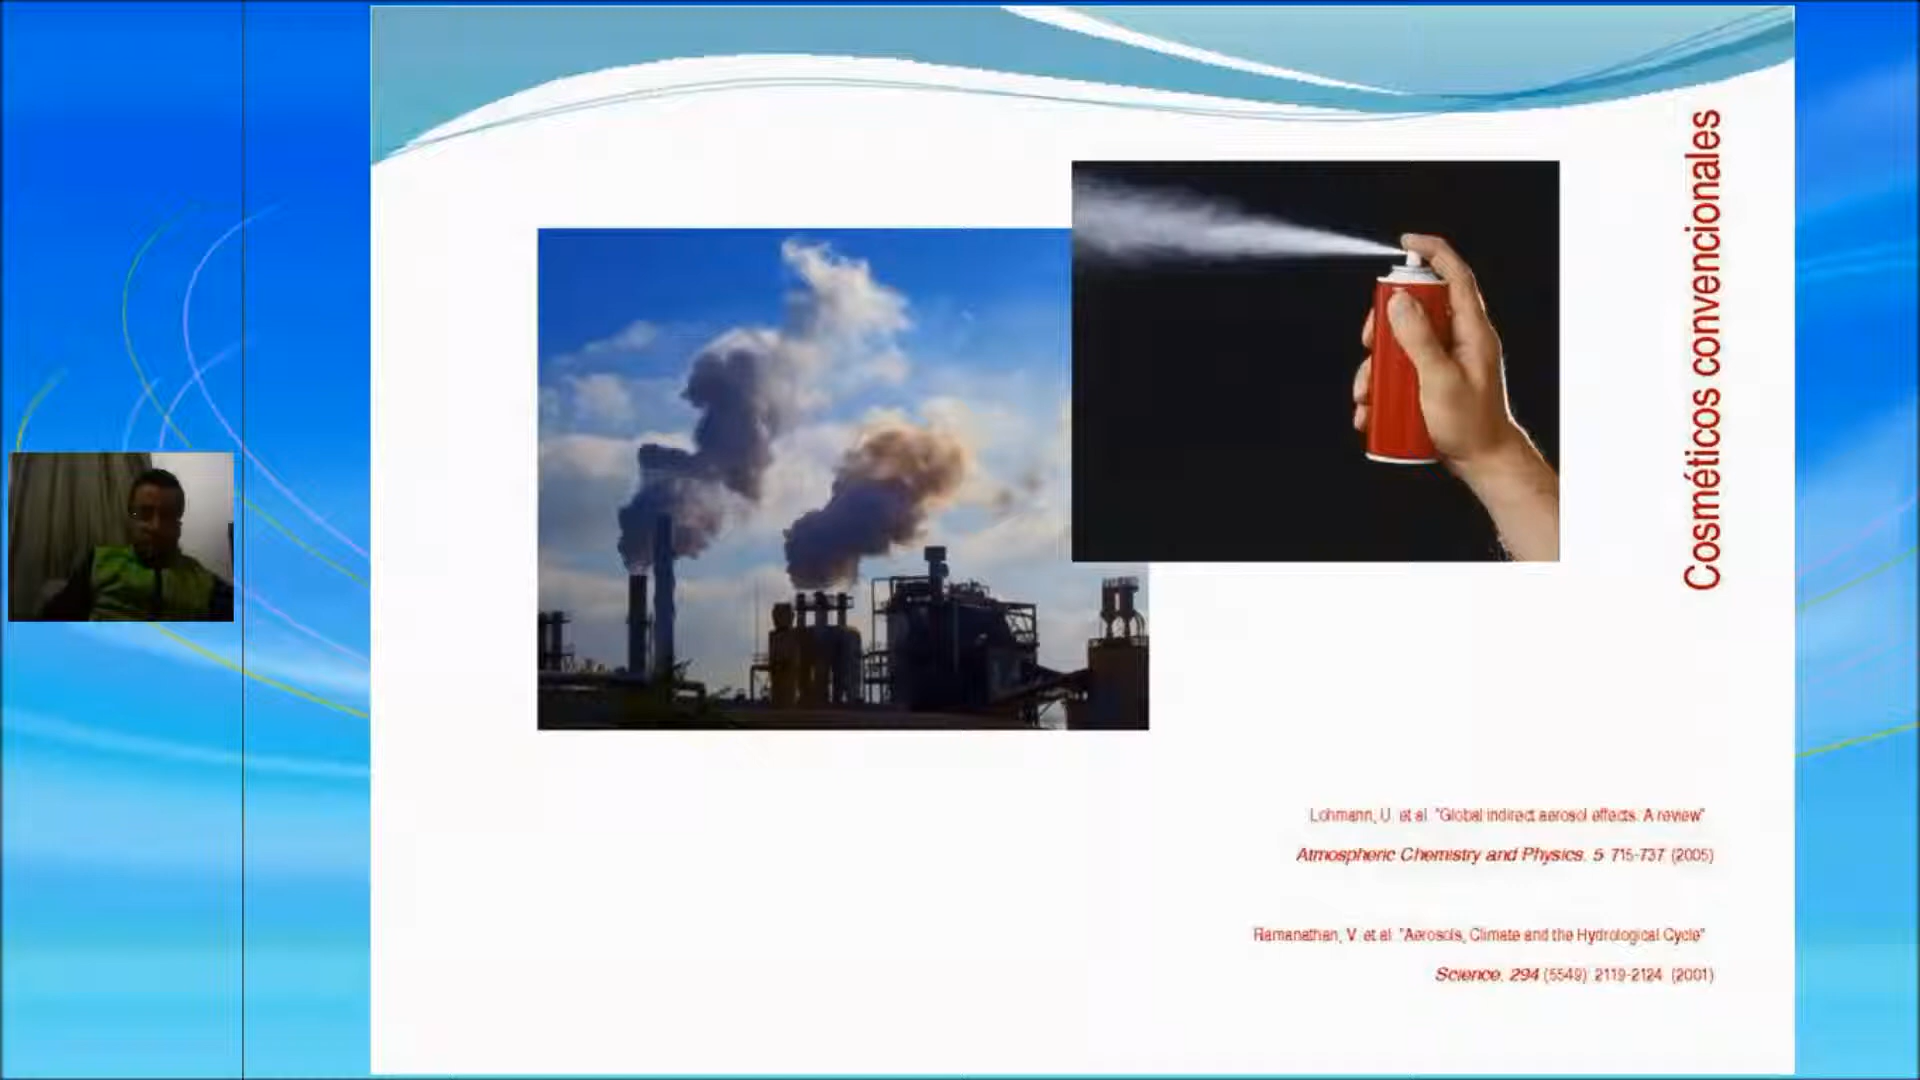 Cosméticos convencionales
Lohmann, U. et al. "Global indirect aerosol effects. A review"
Atmospheric Chemistry and Physics. 5 715-737 (2005)
Ramanathan, V. et al. "Aerosols, Climate and the Hydrological Cycle"
Science. 294 (5549) 2119-2124 (2001)